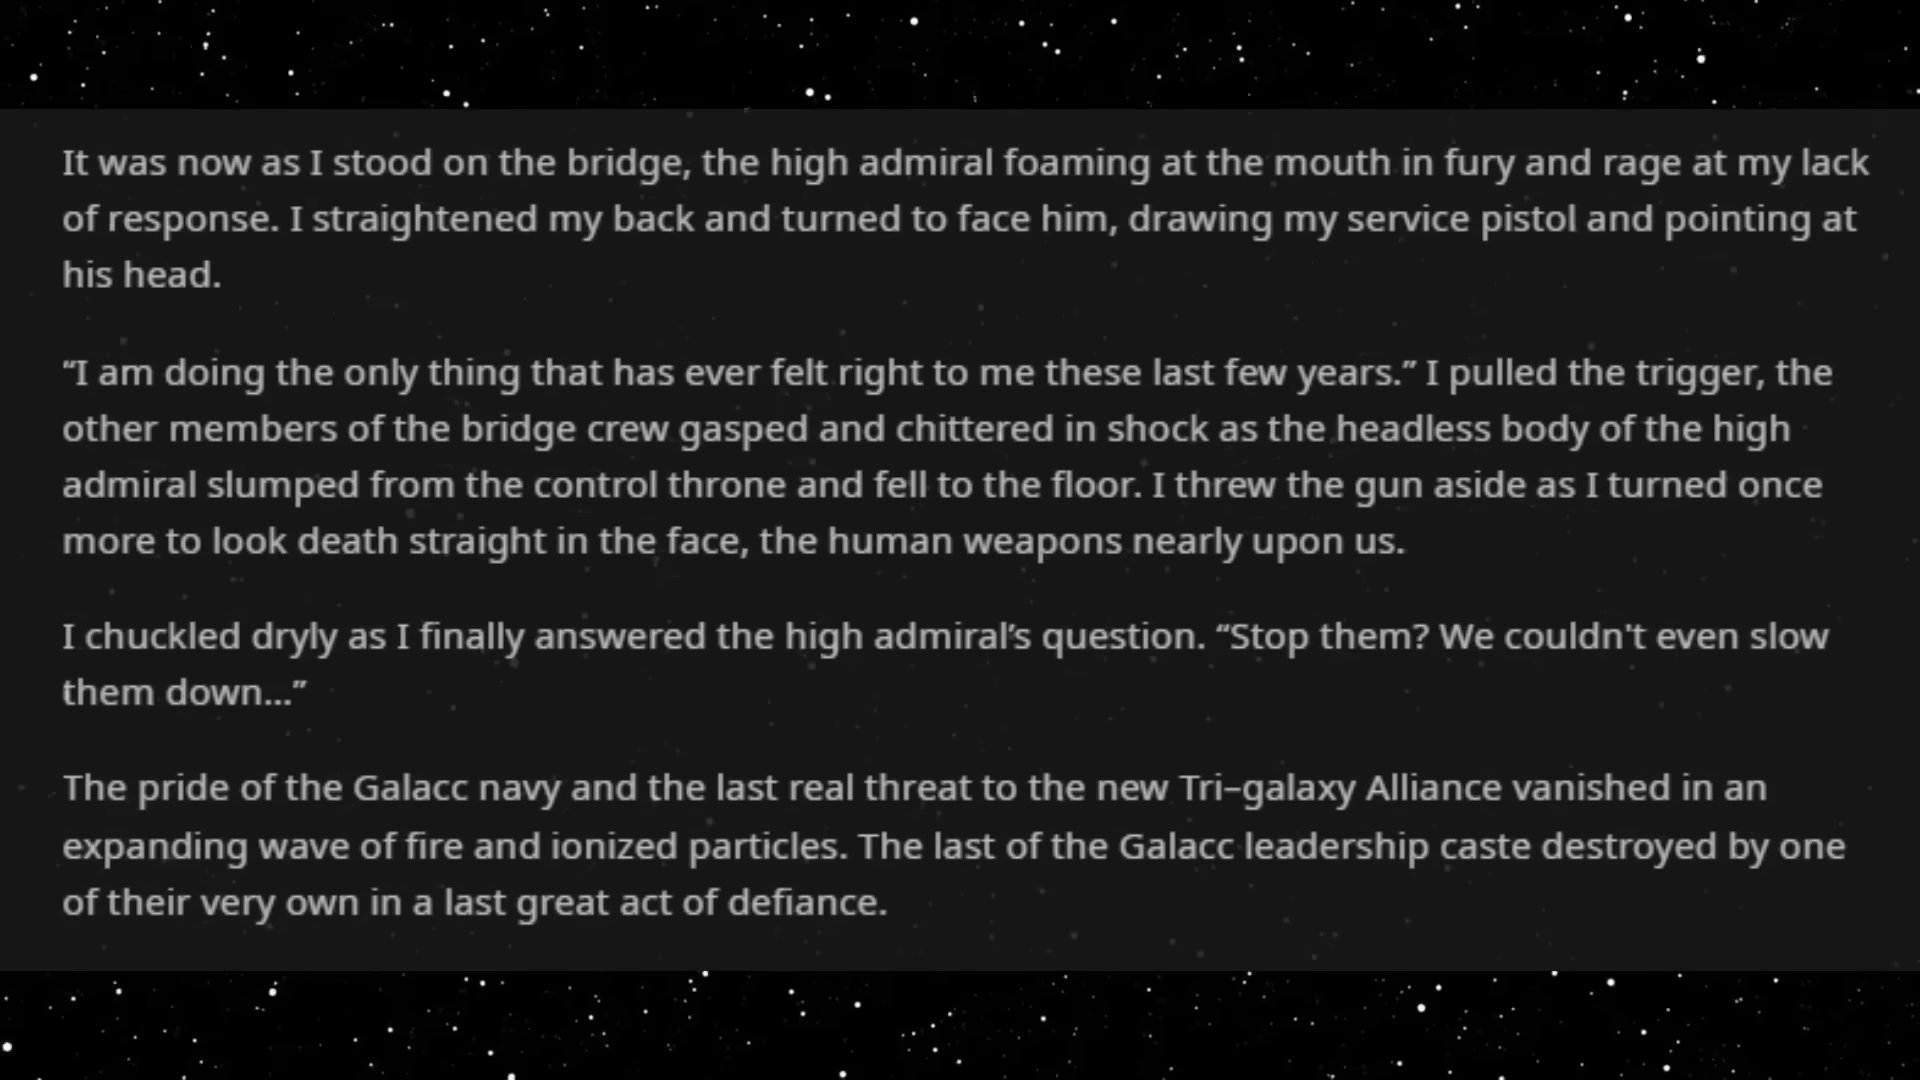 It was now as I stood on the bridge, the high admiral foaming at the mouth in fury and rage at my lack
of response. I straightened my back and turned to face him, drawing my service pistol and pointing at
his head.
“I am doing the only thing that has ever felt right to me these last few years.” I pulled the trigger, the
other members of the bridge crew gasped and chittered in shock as the headless body of the high
admiral slumped from the control throne and fell to the floor. I threw the gun aside as I turned once
more to look death straight in the face, the human weapons nearly upon us.
I chuckled dryly as I finally answered the high admiral’s question. “Stop them? We couldn't even slow
them down...”
The pride of the Galacc navy and the last real threat to the new Tri–galaxy Alliance vanished in an
expanding wave of fire and ionized particles. The last of the Galacc leadership caste destroyed by one
of their very own in a last great act of defiance.